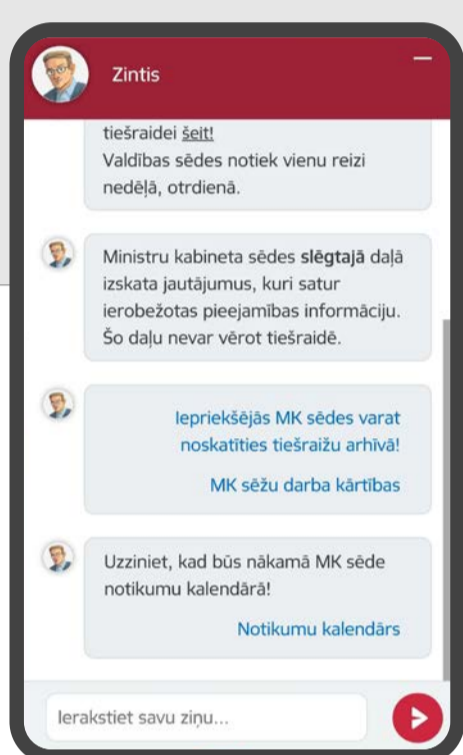 Zintis
tiešraidei šeit!
Valdības sēdes notiek vienu reizi
nedēļā, otrdienā.
Ministru kabineta sēdes slēgtajā daļā
izskata jautājumus, kuri satur
ierobežotas pieejamības informāciju.
Šo daļu nevar vērot tiešraidē.
Iepriekšējās MK sēdes varat
noskatīties tiešraižu arhīvā!
MK sēžu darba kārtības
Uzziniet, kad būs nākamā MK sēde
notikumu kalendārā!
Notikumu kalendārs
Ierakstiet savu ziņu...